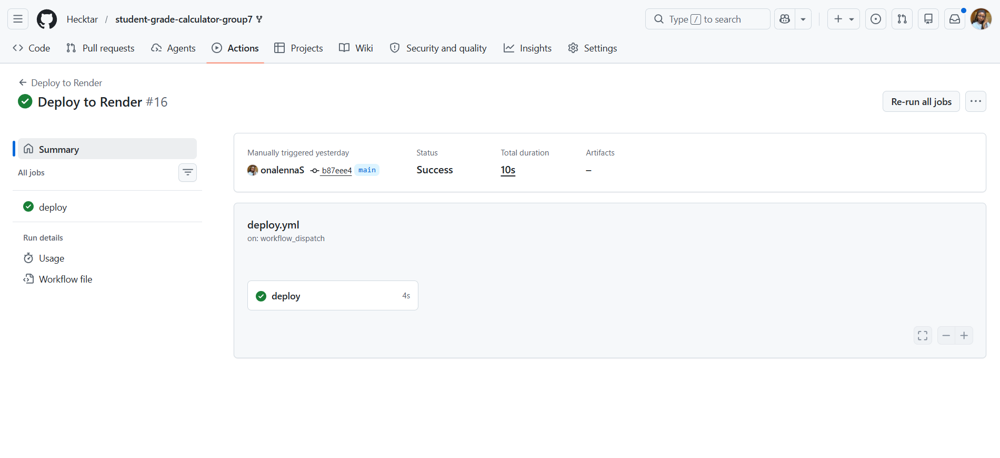 Hecktar / student-grade-calculator-group7
Type / to search
Code
Pull requests
Agents
Actions
Projects
Wiki
Security and quality
Insights
Settings
Deploy to Render
Deploy to Render #16
Re-run all jobs
Summary
All jobs
deploy
Run details
Usage
Workflow file
Manually triggered yesterday
onalennaS b87eee4 main
Status
Success
Total duration
10s
Artifacts
–
deploy.yml
on: workflow_dispatch
deploy 4s